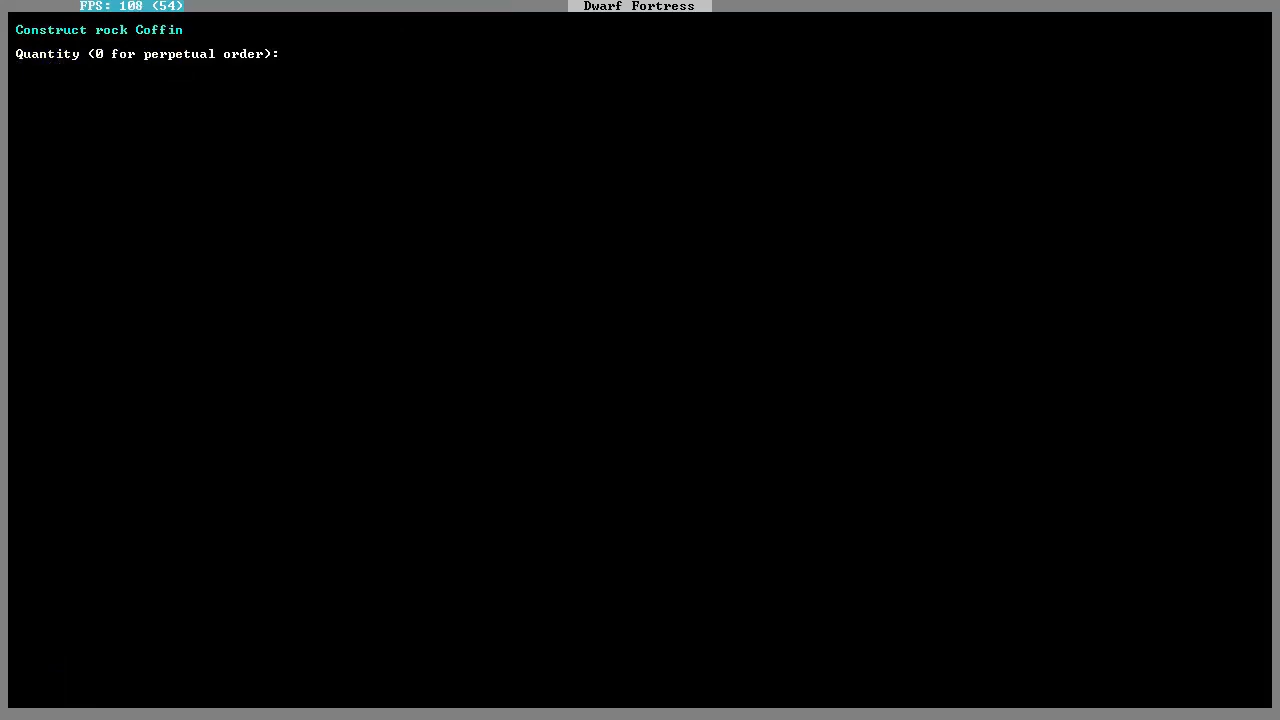 FPS: 108 (54)
Dwarf Fortress
Construct rock Coffin
Quantity (0 for perpetual order):